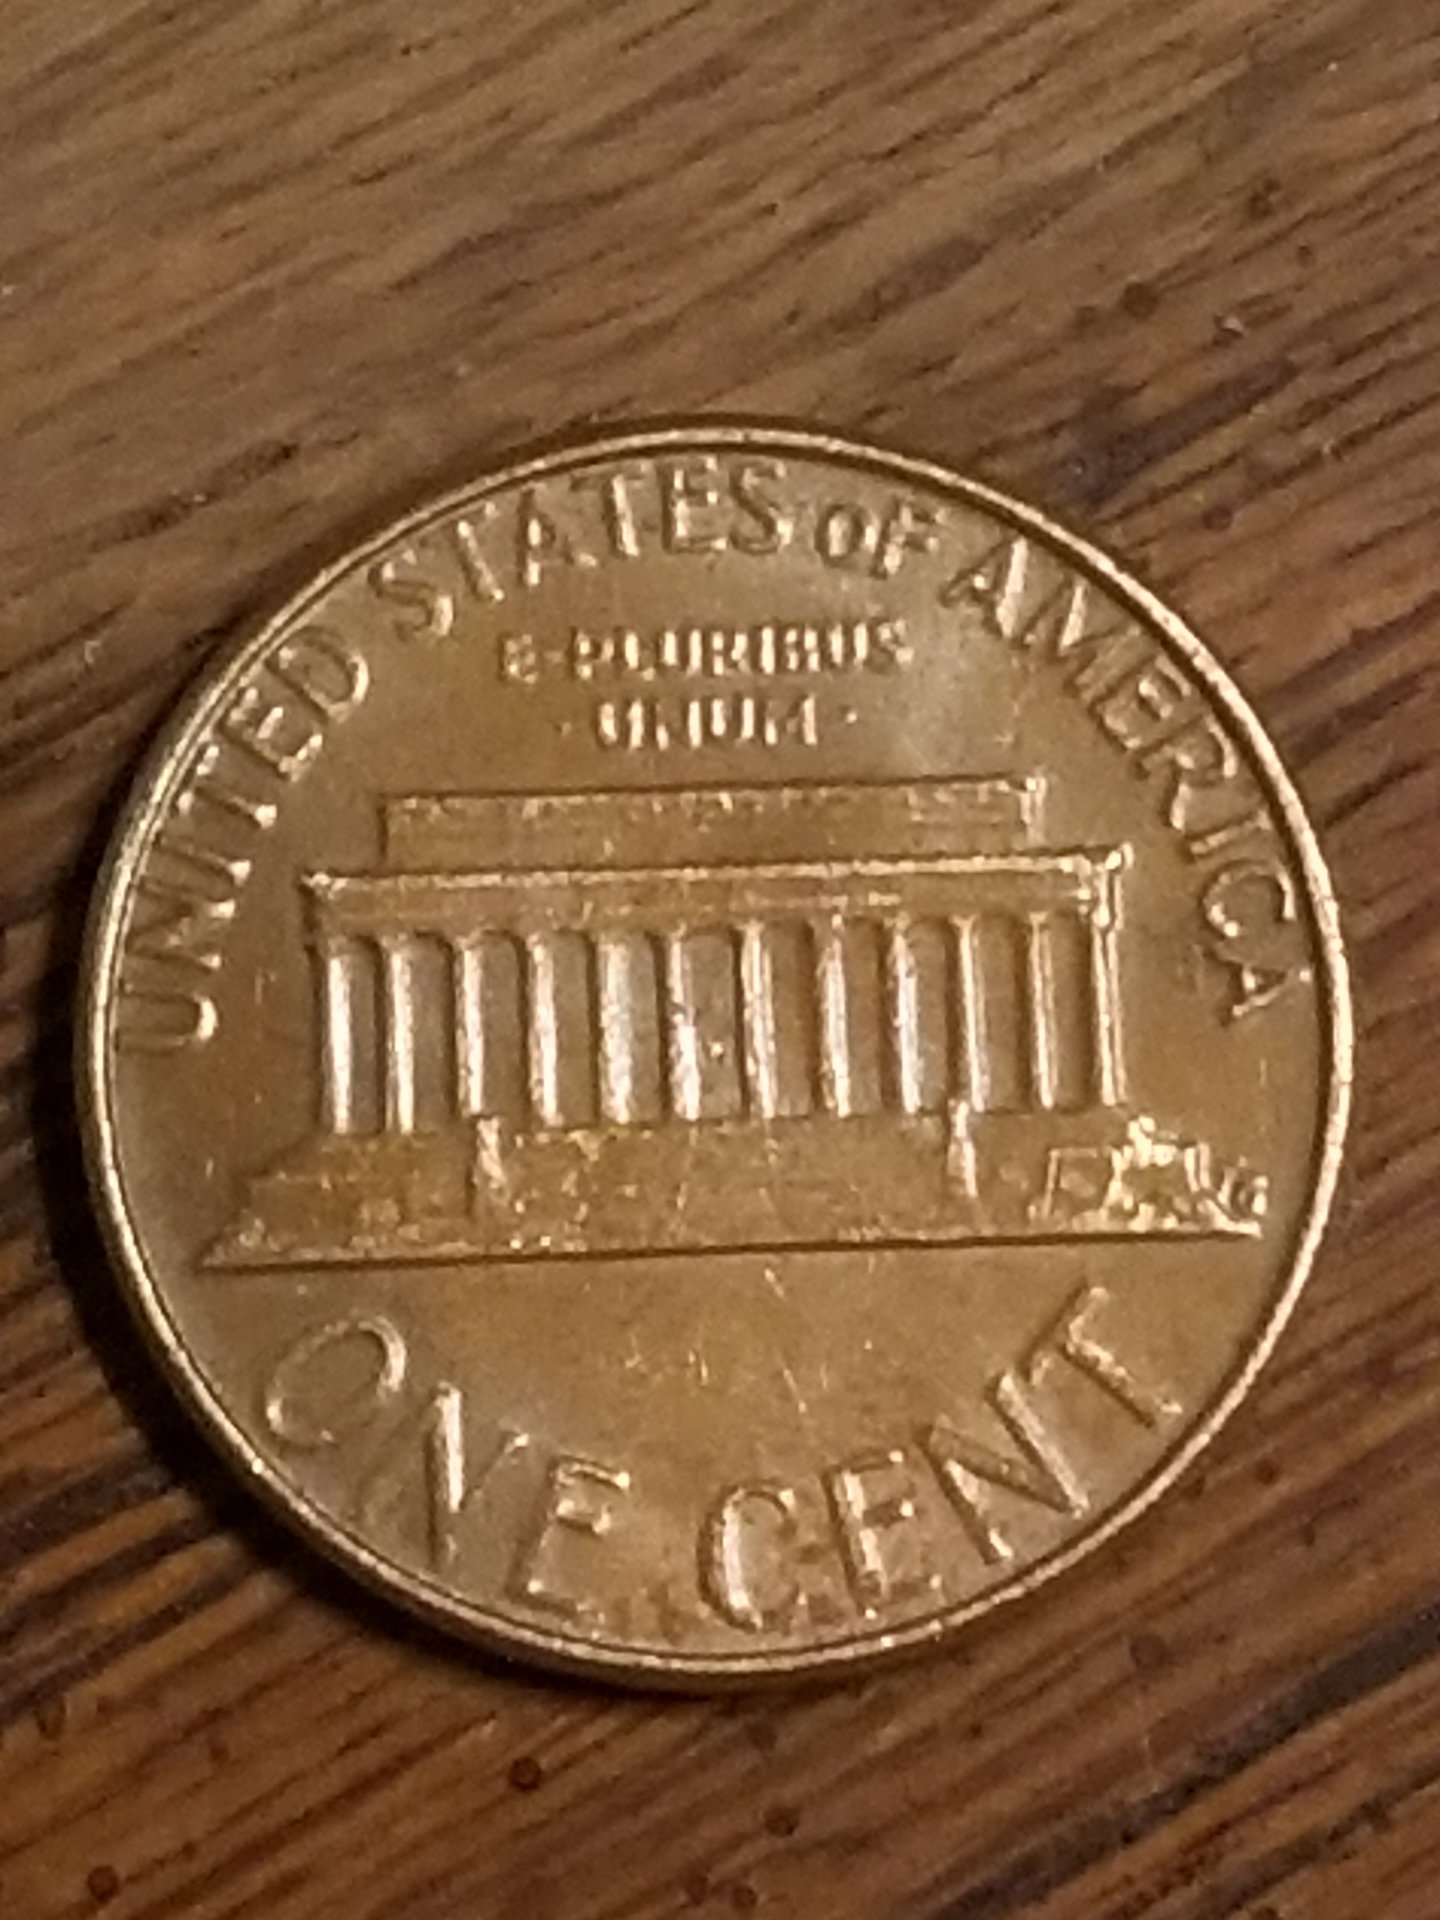 UNITED STATES OF AMERICA
E·PLURIBUS
·UNUM·
ONE CENT